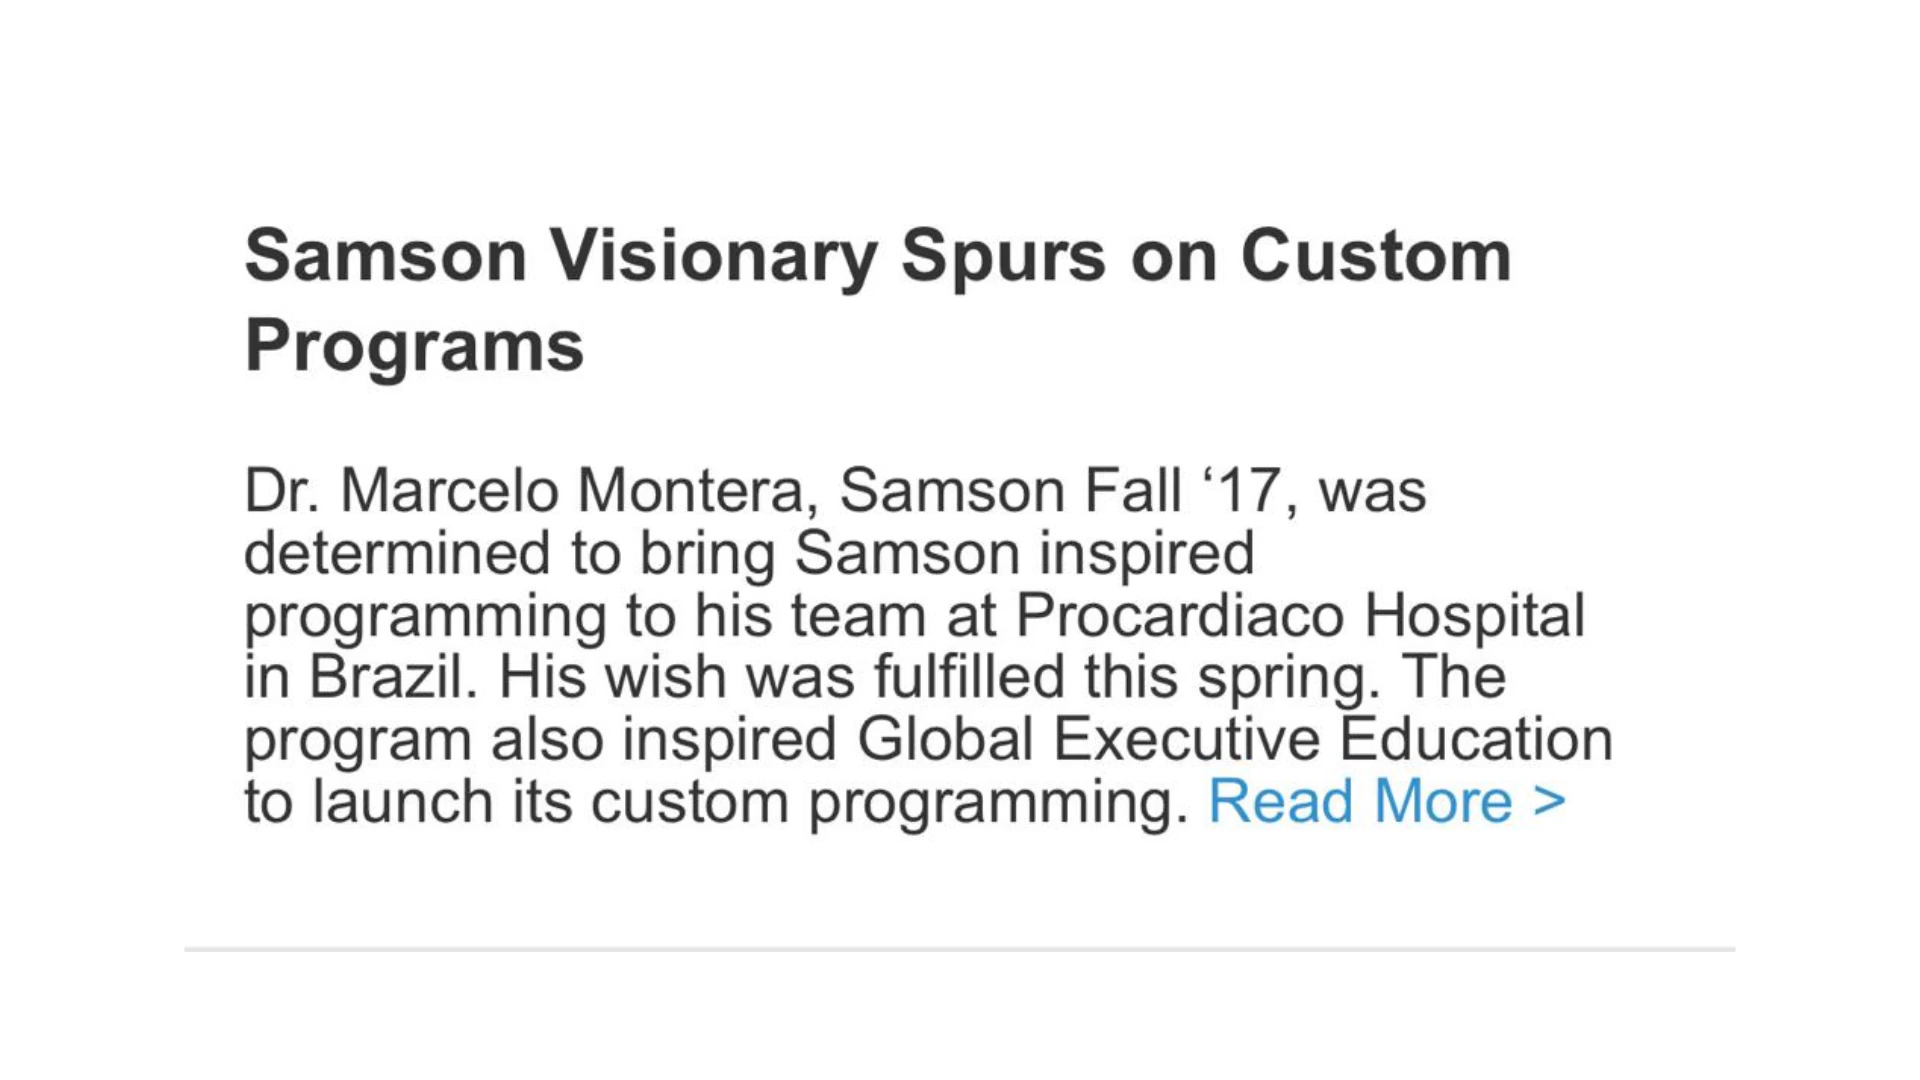 Samson Visionary Spurs on Custom
Programs
Dr. Marcelo Montera, Samson Fall ‘17, was
determined to bring Samson inspired
programming to his team at Procardiaco Hospital
in Brazil. His wish was fulfilled this spring. The
program also inspired Global Executive Education
to launch its custom programming. Read More >